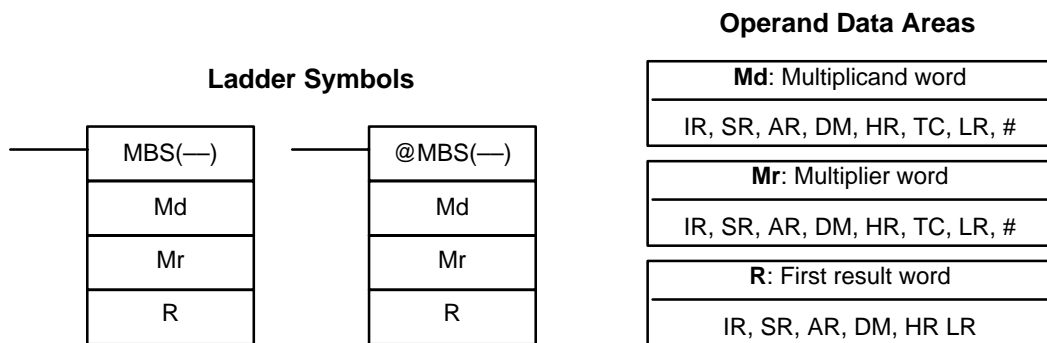 Operand Data Areas
Ladder Symbols
Md: Multiplicand word
IR, SR, AR, DM, HR, TC, LR, #
MBS(––)
@MBS(––)
Mr: Multiplier word
Md
Md
IR, SR, AR, DM, HR, TC, LR, #
Mr
Mr
R: First result word
R
R
IR, SR, AR, DM, HR LR